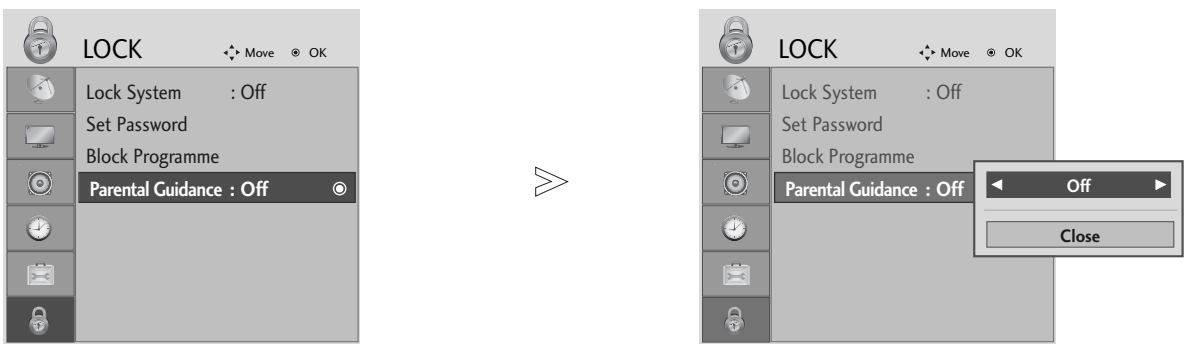 LOCK
Move OK
Lock System : Off
Set Password
Block Programme
Parental Guidance : Off
LOCK
Move OK
Lock System : Off
Set Password
Block Programme
Parental Guidance : Off
Off
Close